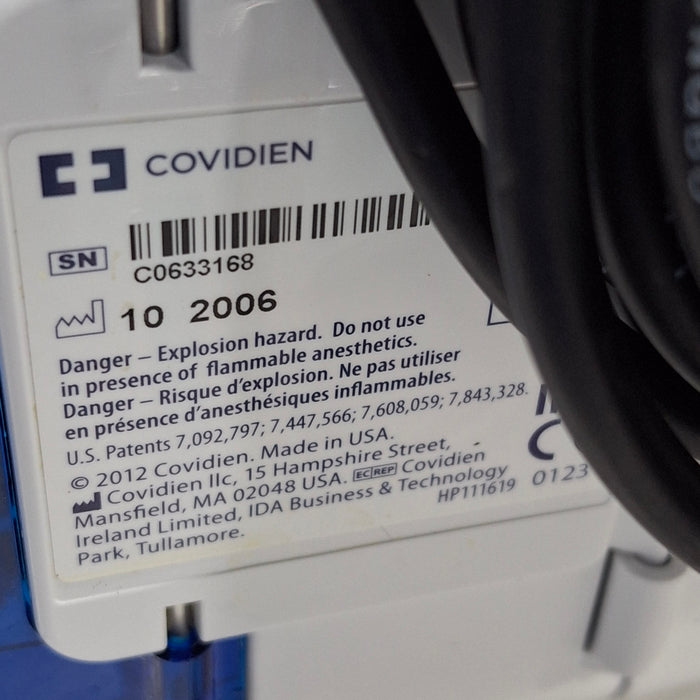 COVIDIEN
SN
C0633168
10 2006
Danger – Explosion hazard. Do not use
in presence of flammable anesthetics.
Danger – Risque d'explosion. Ne pas utiliser
en présence d'anesthésiques inflammables.
U.S. Patents 7,092,797; 7,447,566; 7,608,059; 7,843,328.
© 2012 Covidien. Made in USA.
Covidien llc, 15 Hampshire Street,
Mansfield, MA 02048 USA. EC REP Covidien
Ireland Limited, IDA Business & Technology
Park, Tullamore.
HP111619
0123